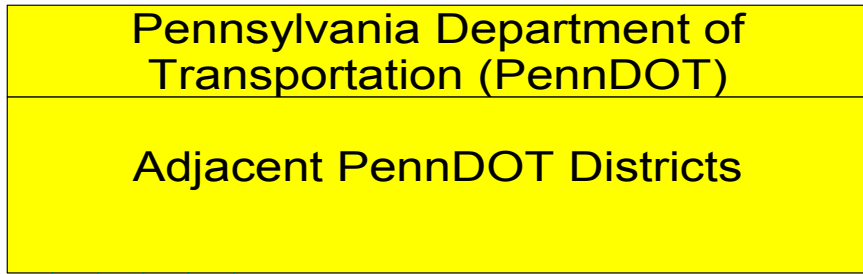 Pennsylvania Department of
Transportation (PennDOT)
Adjacent PennDOT Districts